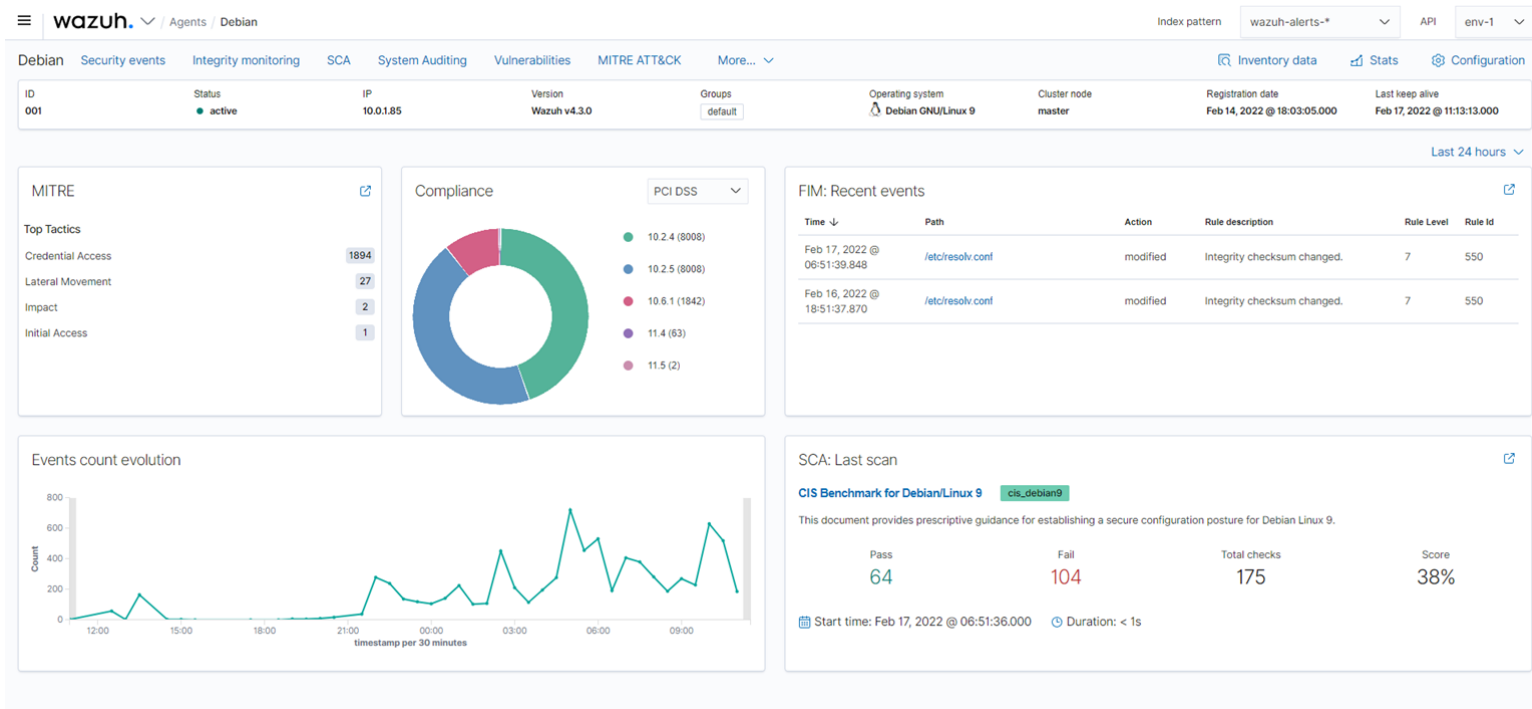 wazuh. / Agents / Debian
Index pattern wazuh-alerts-* API env-1
Debian Security events Integrity monitoring SCA System Auditing Vulnerabilities MITRE ATT&CK More... Inventory data Stats Configuration
ID Status IP Version Groups Operating system Cluster node Registration date Last keep alive
001 active 10.0.1.85 Wazuh v4.3.0 default Debian GNU/Linux 9 master Feb 14, 2022 @ 18:03:05.000 Feb 17, 2022 @ 11:13:13.000
Last 24 hours
MITRE
Top Tactics
Credential Access 1894
Lateral Movement 27
Impact 2
Initial Access 1
Compliance PCI DSS
10.2.4 (8008)
10.2.5 (8008)
10.6.1 (1842)
11.4 (63)
11.5 (2)
FIM: Recent events
Time Path Action Rule description Rule Level Rule Id
Feb 17, 2022 @
06:51:39.848 /etc/resolv.conf modified Integrity checksum changed. 7 550
Feb 16, 2022 @
18:51:37.870 /etc/resolv.conf modified Integrity checksum changed. 7 550
Events count evolution
Count
800
600
400
200
0
12:00 15:00 18:00 21:00 00:00 03:00 06:00 09:00
timestamp per 30 minutes
SCA: Last scan
CIS Benchmark for Debian/Linux 9 cis_debian9
This document provides prescriptive guidance for establishing a secure configuration posture for Debian Linux 9.
Pass Fail Total checks Score
64 104 175 38%
Start time: Feb 17, 2022 @ 06:51:36.000 Duration: < 1s